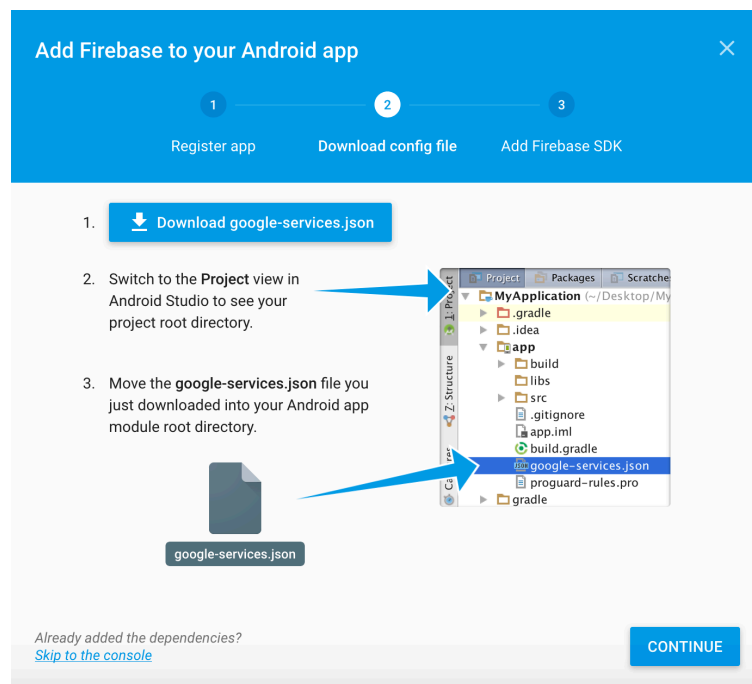 Add Firebase to your Android app
1
2
3
Register app
Download config file
Add Firebase SDK
1. Download google-services.json
2. Switch to the Project view in
Android Studio to see your
project root directory.
3. Move the google-services.json file you
just downloaded into your Android app
module root directory.
google-services.json
1: Project
Z: Structure
Project
Packages
Scratche
MyApplication (~/Desktop/My
.gradle
.idea
app
build
libs
src
.gitignore
app.iml
build.gradle
google-services.json
proguard-rules.pro
gradle
Already added the dependencies?
Skip to the console
CONTINUE